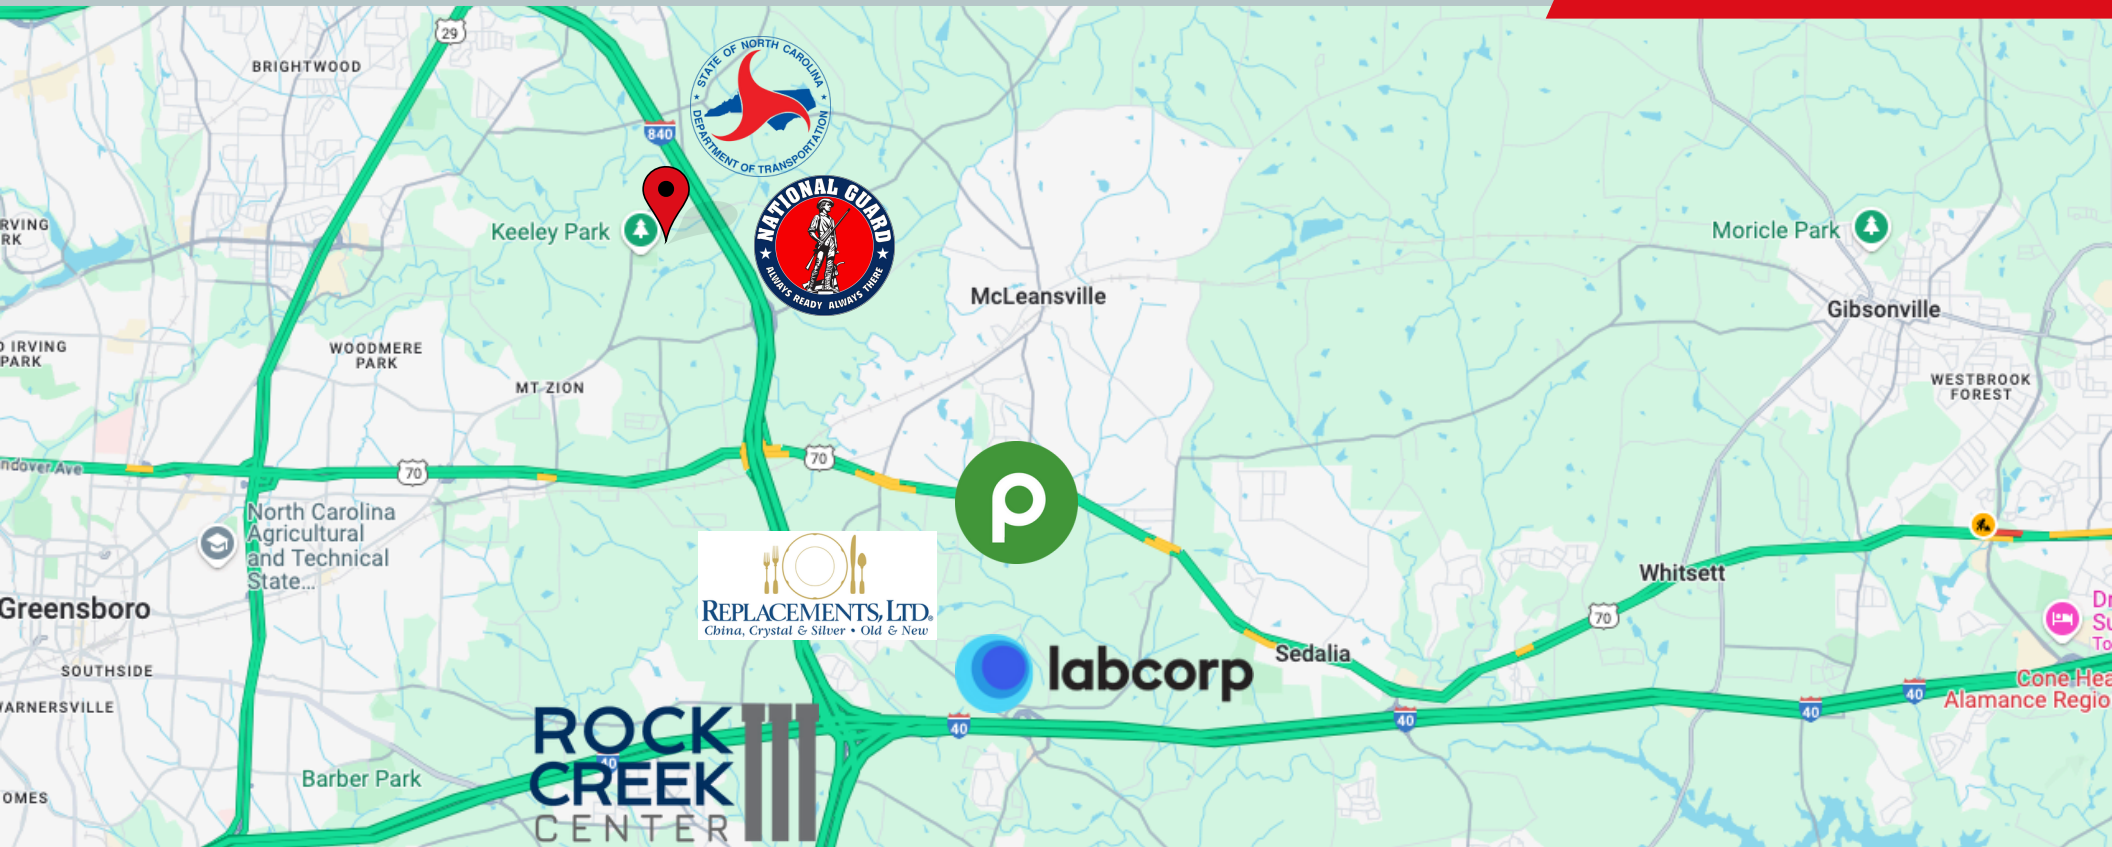 29
BRIGHTWOOD
STATE OF NORTH CAROLINA
DEPARTMENT OF TRANSPORTATION
840
NATIONAL GUARD
ALWAYS READY ALWAYS THERE
RVING
RK
Keeley Park
Moricle Park
McLeansville
Gibsonville
D IRVING
PARK
WOODMERE
PARK
MT ZION
WESTBROOK
FOREST
ndover Ave
70
70
North Carolina
Agricultural
and Technical
State...
p
Greensboro
REPLACEMENTS, LTD.®
China, Crystal & Silver • Old & New
Whitsett
70
Dr
Su
To
SOUTHSIDE
labcorp
Sedalia
Cone Hea
Alamance Regio
ARNERSVILLE
ROCK
CREEK
CENTER
40
40
40
40
40
Barber Park
OMES